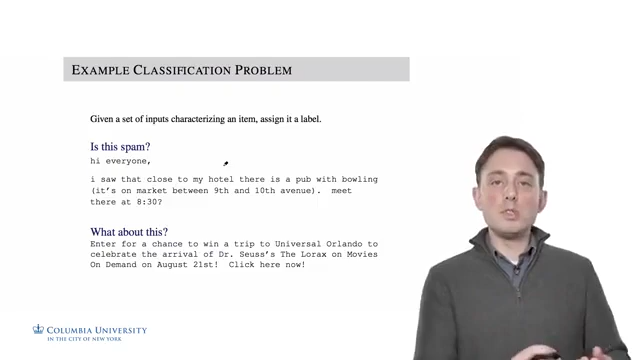 EXAMPLE CLASSIFICATION PROBLEM
Given a set of inputs characterizing an item, assign it a label.
Is this spam?
hi everyone,
i saw that close to my hotel there is a pub with bowling
(it's on market between 9th and 10th avenue). meet
there at 8:30?
What about this?
Enter for a chance to win a trip to Universal Orlando to
celebrate the arrival of Dr. Seuss's The Lorax on Movies
On Demand on August 21st! Click here now!
COLUMBIA UNIVERSITY
IN THE CITY OF NEW YORK